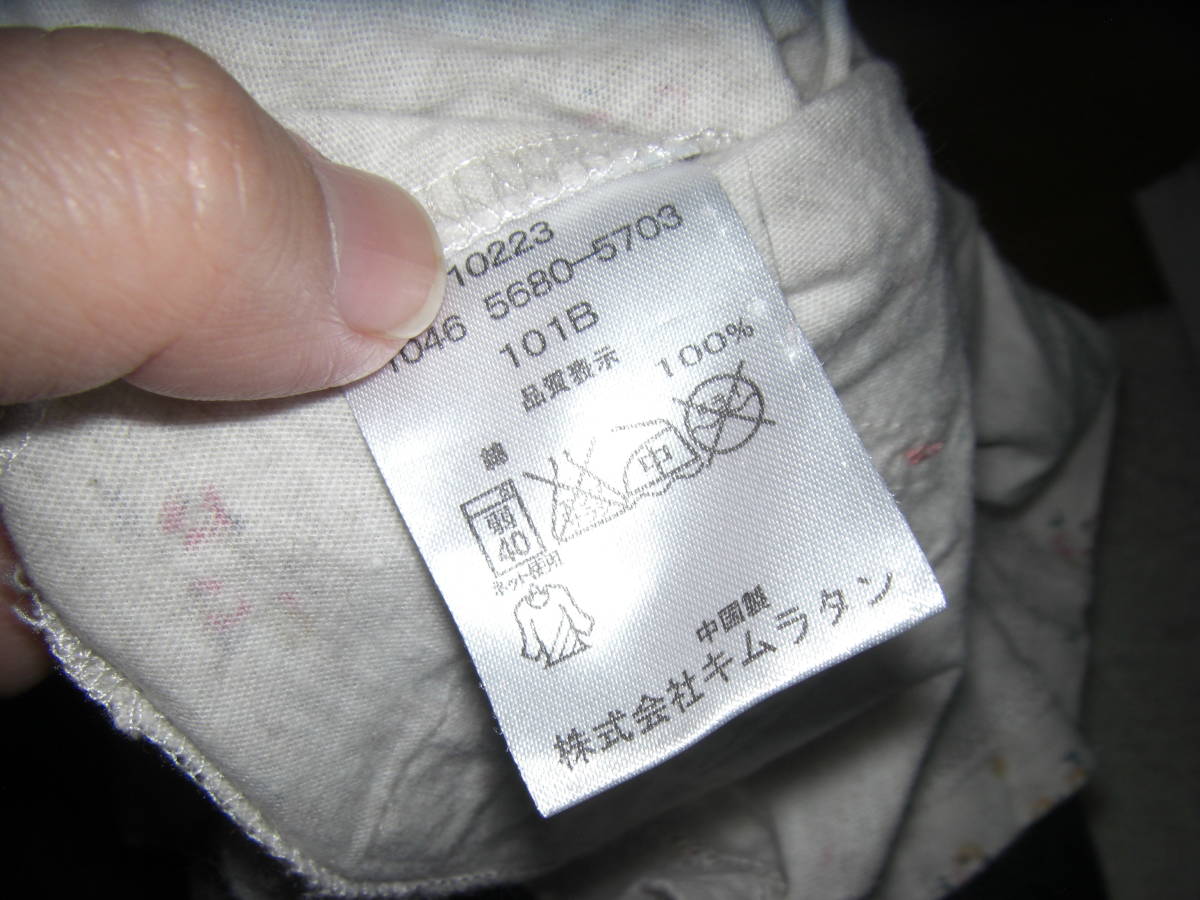 10223
1046 5680-5703
101B
品質表示
綿 100%
弱
40
中
ネット使用
中国製
株式会社キムラタン